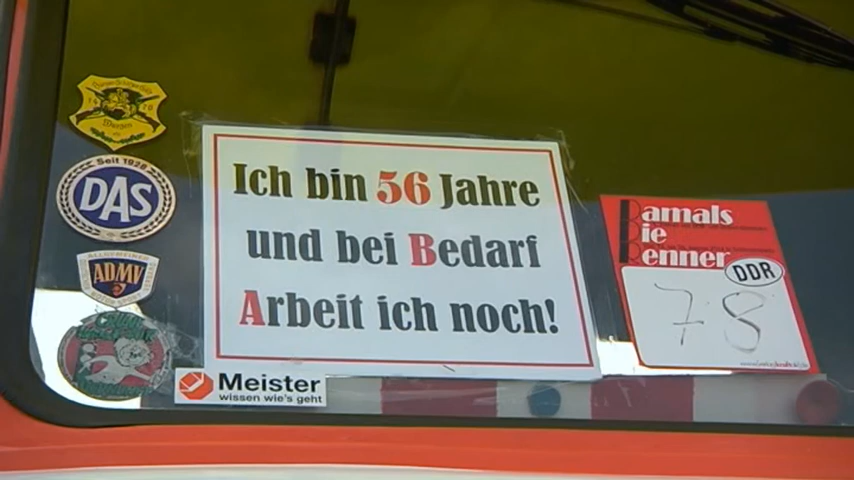 Wurzen
Seit 1928
DAS
ADMV
Ich bin 56 Jahre
und bei Bedarf
Arbeit ich noch!
Meister
wissen wie's geht
Damals
Die
Renner
DDR
78